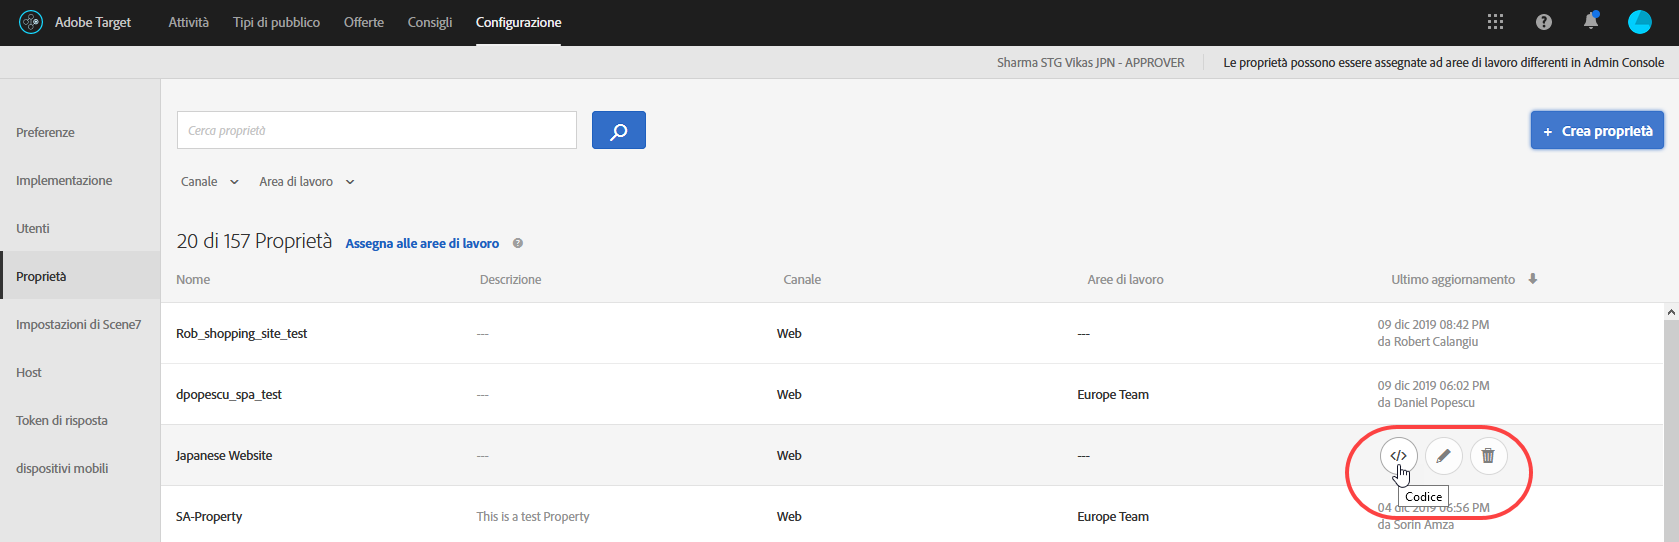 Adobe Target Attività Tipi di pubblico Offerte Consigli Configurazione
Sharma STG Vikas JPN - APPROVER Le proprietà possono essere assegnate ad aree di lavoro differenti in Admin Console
Preferenze
Implementazione
Utenti
Proprietà
Impostazioni di Scene7
Host
Token di risposta
dispositivi mobili
Cerca proprietà
+ Crea proprietà
Canale Area di lavoro
20 di 157 Proprietà Assegna alle aree di lavoro ?
Nome Descrizione Canale Aree di lavoro Ultimo aggiornamento
Rob_shopping_site_test --- Web --- 09 dic 2019 08:42 PM
da Robert Calangiu
dpopescu_spa_test --- Web Europe Team 09 dic 2019 06:02 PM
da Daniel Popescu
Japanese Website --- Web --- </>
Codice
SA-Property This is a test Property Web Europe Team 04 dic 2019 06:56 PM
da Sorin Amza